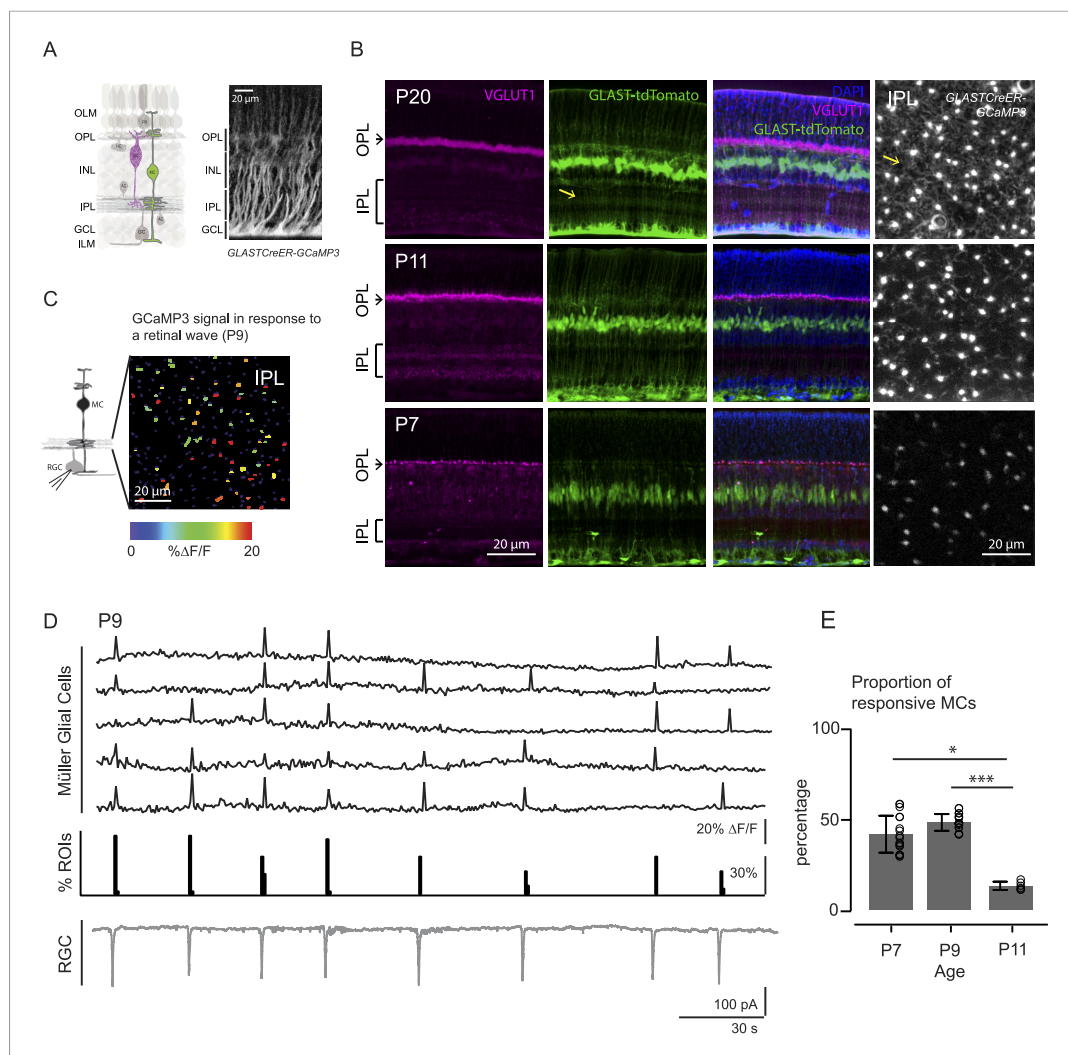 A
20 µm
OLM
OPL
INL
IPL
GCL
ILM
OPL
INL
IPL
GCL
MC
AC
AC
GC
GLASTCreER-GCaMP3
B
P20
VGLUT1
GLAST-tdTomato
DAPI
VGLUT1
GLAST-tdTomato
IPL
GLASTCreER-
GCaMP3
OPL
IPL
P11
OPL
IPL
P7
OPL
IPL
20 µm
20 µm
C
GCaMP3 signal in response to
a retinal wave (P9)
IPL
MC
RGC
20 µm
0
20
%ΔF/F
D
P9
Müller Glial Cells
20% ΔF/F
% ROIs
30%
RGC
100 pA
30 s
E
Proportion of
responsive MCs
100
50
0
percentage
*
***
P7
P9
P11
Age